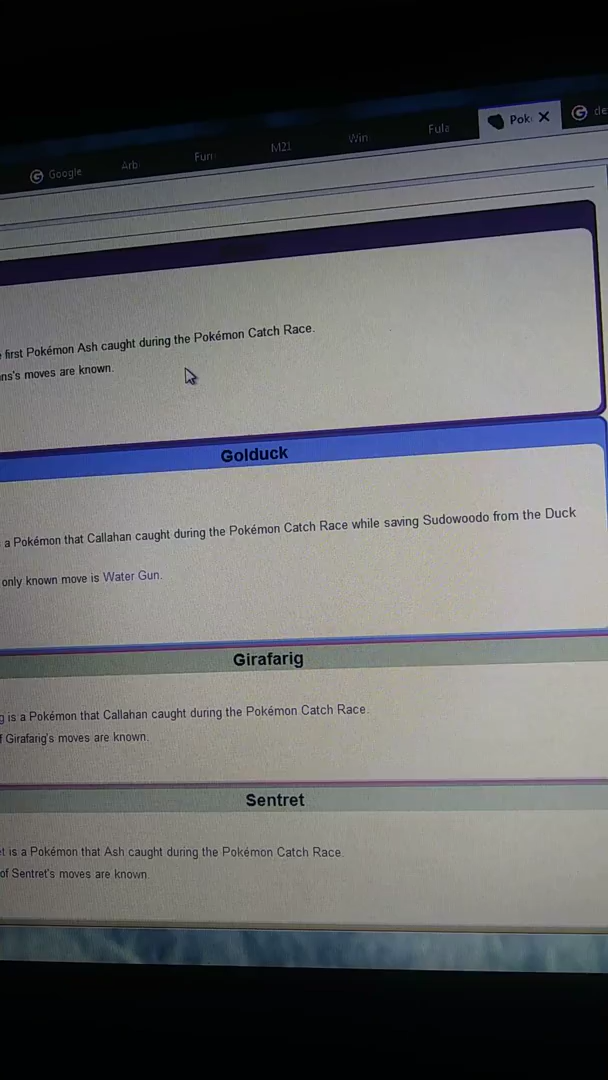 Google Arb Furr M21 Win Fula Pok de
first Pokémon Ash caught during the Pokémon Catch Race.
moves are known.
Golduck
a Pokémon that Callahan caught during the Pokémon Catch Race while saving Sudowoodo from the Duck
only known move is Water Gun.
Girafarig
g is a Pokémon that Callahan caught during the Pokémon Catch Race.
f Girafarig's moves are known.
Sentret
et is a Pokémon that Ash caught during the Pokémon Catch Race.
of Sentret's moves are known.